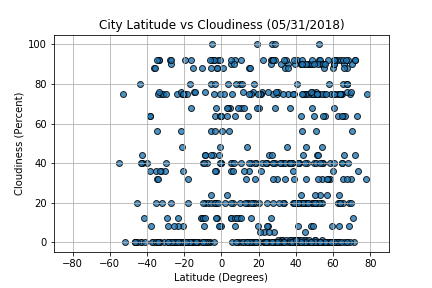 City Latitude vs Cloudiness (05/31/2018)
100
80
60
40
20
0
Cloudiness (Percent)
−80 −60 −40 −20 0 20 40 60 80
Latitude (Degrees)